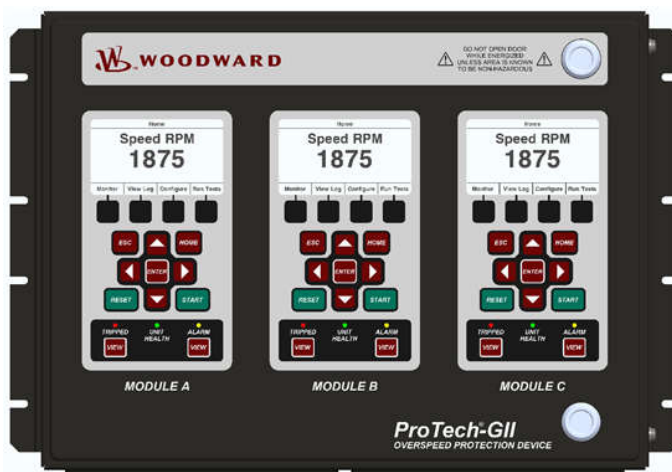 WOODWARD
DO NOT OPEN DOOR
WHILE ENERGIZED
UNLESS AREA IS KNOWN
TO BE NON-HAZARDOUS
Home
Speed RPM
1875
Monitor View Log Configure Run Tests
ESC HOME
ENTER
RESET START
TRIPPED UNIT HEALTH ALARM
VIEW VIEW
MODULE A
Home
Speed RPM
1875
Monitor View Log Configure Run Tests
ESC HOME
ENTER
RESET START
TRIPPED UNIT HEALTH ALARM
VIEW VIEW
MODULE B
Home
Speed RPM
1875
Monitor View Log Configure Run Tests
ESC HOME
ENTER
RESET START
TRIPPED UNIT HEALTH ALARM
VIEW VIEW
MODULE C
ProTech®-GII
OVERSPEED PROTECTION DEVICE